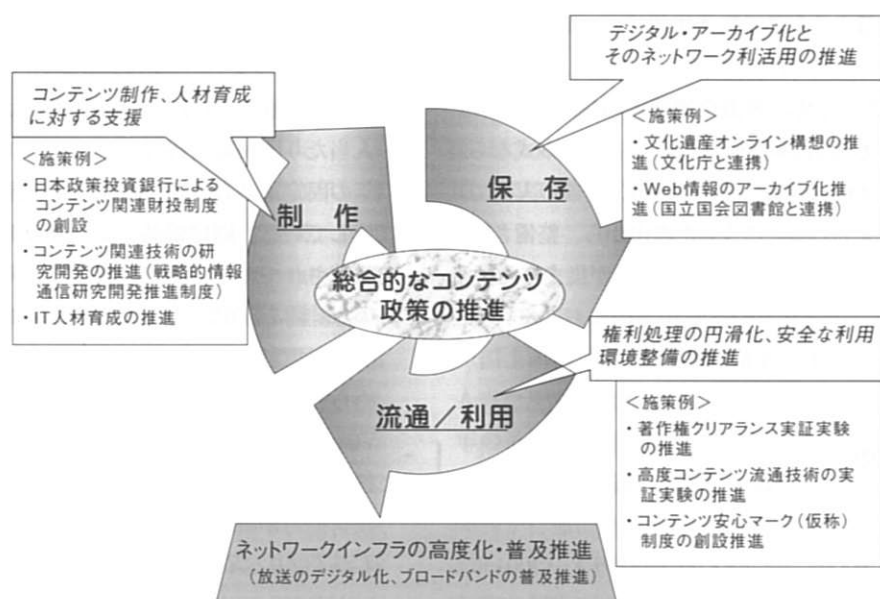 デジタル・アーカイブ化と
そのネットワーク利活用の推進
コンテンツ制作、人材育成
に対する支援
＜施策例＞
・文化遺産オンライン構想の推
進（文化庁と連携）
・Web情報のアーカイブ化推
進（国立国会図書館と連携）
＜施策例＞
・日本政策投資銀行による
コンテンツ関連財投制度
の創設
・コンテンツ関連技術の研
究開発の推進（戦略的情報
通信研究開発推進制度）
・IT人材育成の推進
保　存
制　作
総合的なコンテンツ
政策の推進
権利処理の円滑化、安全な利用
環境整備の推進
流通／利用
＜施策例＞
・著作権クリアランス実証実験
の推進
・高度コンテンツ流通技術の実
証実験の推進
・コンテンツ安心マーク（仮称）
制度の創設推進
ネットワークインフラの高度化・普及推進
（放送のデジタル化、ブロードバンドの普及推進）